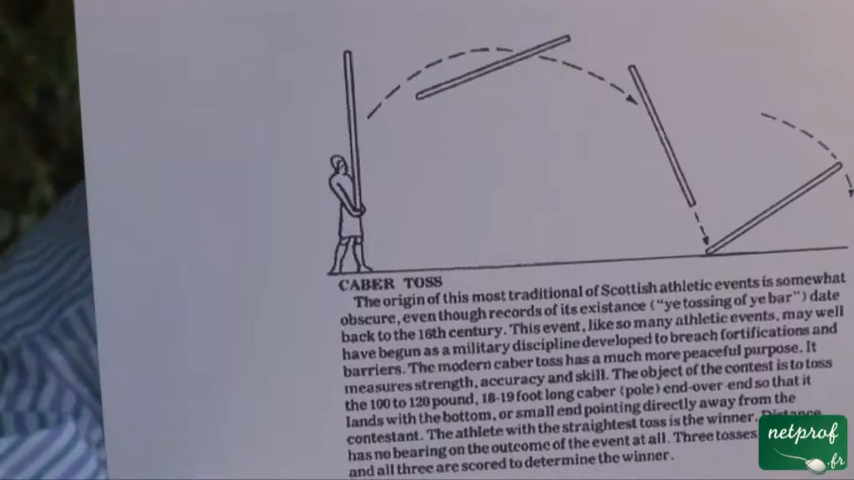 CABER TOSS
The origin of this most traditional of Scottish athletic events is somewhat
obscure, even though records of its existance ("ye tossing of ye bar") date
back to the 16th century. This event, like so many athletic events, may well
have begun as a military discipline developed to breach fortifications and
barriers. The modern caber toss has a much more peaceful purpose. It
measures strength, accuracy and skill. The object of the contest is to toss
the 100 to 120 pound, 18-19 foot long caber (pole) end-over end so that it
lands with the bottom, or small end pointing directly away from the
contestant. The athlete with the straightest toss is the winner. Distance
has no bearing on the outcome of the event at all. Three tosses
and all three are scored to determine the winner.
netprof
.fr